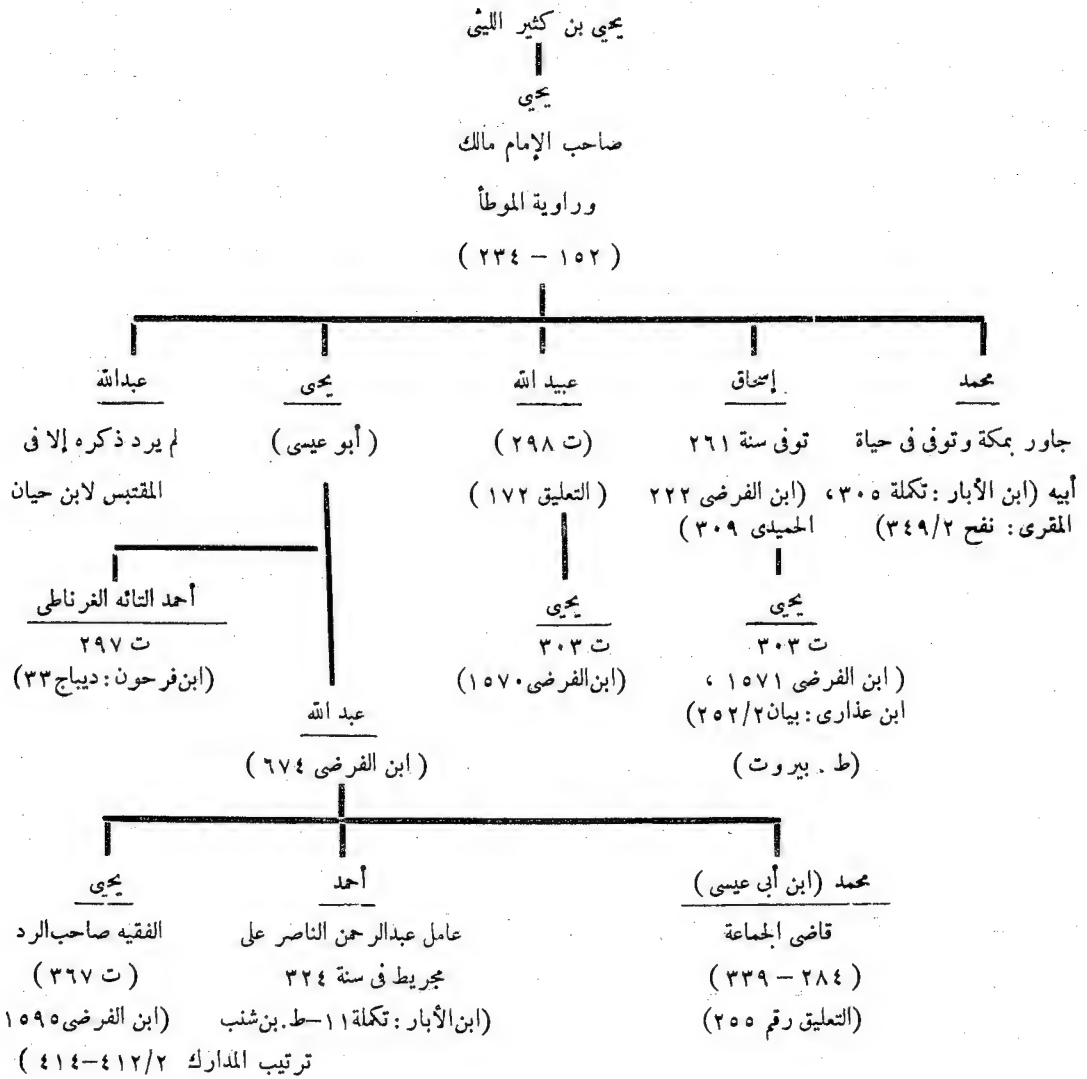 يحيى بن كثير الليثى
يحيى
صاحب الإمام مالك
وراوية الموطأ
( ١٥٢ – ٢٣٤ )
محمد
جاور بمكة وتوفى فى حياة
أبيه (ابن الأبار : تكملة ٣٠٥،
المقرى : نفح ٣٤٩/٢)
إسحاق
توفى سنة ٢٦١
(ابن الفرضى ٢٢٢
الحميدى ٣٠٩ )
يحيى
ت ٣٠٣
( ابن الفرضى ١٥٧١ ،
ابن عذارى : بيان ٢٥٢/٢)
(ط . بيروت )
عبيد الله
(ت ٢٩٨ )
( التعليق ١٧٢ )
يحيى
ت ٣٠٣
(ابن الفرضى ١٥٧٠)
يحيى
( أبو عيسى )
أحمد التائه الغرناطى
ت ٢٩٧
(ابن فرحون : ديباج ٣٣)
عبد الله
( ابن الفرضى ٦٧٤ )
عبدالله
لم يرد ذكره إلا فى
المقتبس لابن حيان
محمد (ابن أبى عيسى )
قاضى الجماعة
( ٢٨٤ – ٣٣٩ )
(التعليق رقم ٢٥٥)
أحمد
عامل عبدالرحمن الناصر على
مجريط فى سنة ٣٢٤
(ابن الأبار : تكملة ١١–ط. بن شنب
يحيى
الفقيه صاحب الرد
( ت ٣٦٧ )
(ابن الفرضى ١٥٩٥
ترتيب المدارك ٤١٢/٢–٤١٤ )